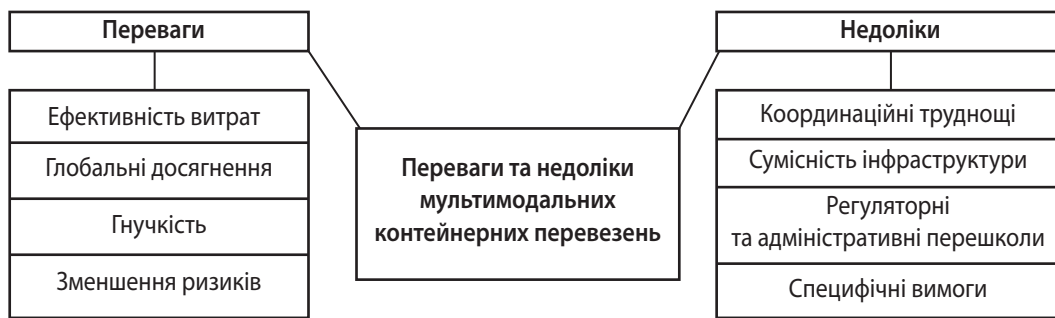 Переваги
Ефективність витрат
Глобальні досягнення
Гнучкість
Зменшення ризиків
Переваги та недоліки
мультимодальних
контейнерних перевезень
Недоліки
Координаційні труднощі
Сумісність інфраструктури
Регуляторні
та адміністративні перешколи
Специфічні вимоги